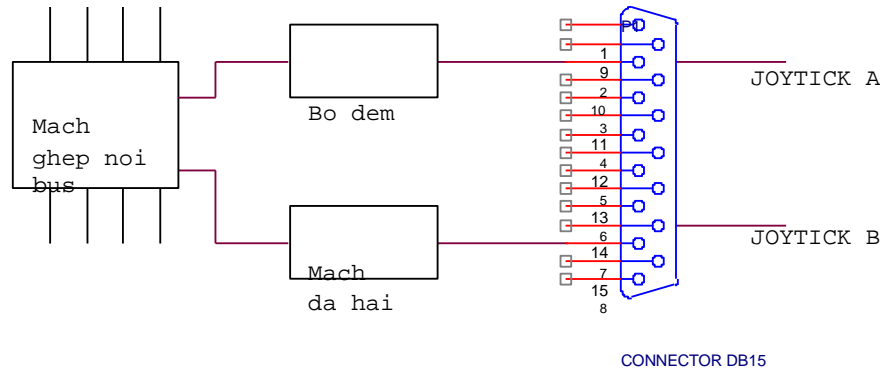 P1
1
9
JOYTICK A
2
10
Bo dem
3
Mach
11
ghep noi
4
bus
12
5
13
6
JOYTICK B
14
7
Mach
15
da hai
8
CONNECTOR DB15